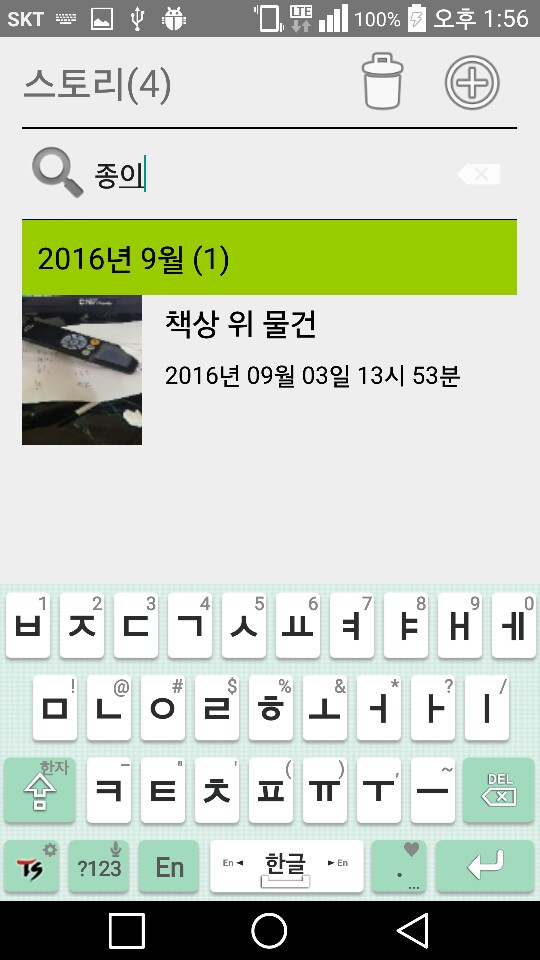 SKT LTE 100% 오후 1:56
스토리(4)
종이
2016년 9월 (1)
책상 위 물건
2016년 09월 03일 13시 53분
1 2 3 4 5 6 7 8 9 0
ㅂ ㅈ ㄷ ㄱ ㅅ ㅛ ㅕ ㅑ ㅐ ㅔ
! @ # $ % & * ? /
ㅁ ㄴ ㅇ ㄹ ㅎ ㅗ ㅓ ㅏ ㅣ
한자 - " ' ( ) , ~ DEL
ㅋ ㅌ ㅊ ㅍ ㅠ ㅜ ㅡ
TS ?123 En En 한글 En . ...